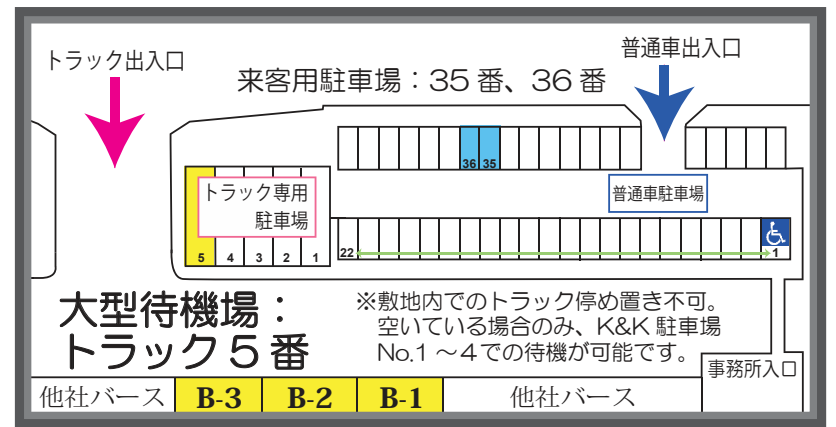 トラック出入口
普通車出入口
来客用駐車場：35番、36番
36 35
トラック専用
駐車場
普通車駐車場
5 4 3 2 1
22 1
大型待機場：
トラック５番
※敷地内でのトラック停め置き不可。
空いている場合のみ、K&K 駐車場
No.1 ～４での待機が可能です。
事務所入口
他社バース B-3 B-2 B-1 他社バース